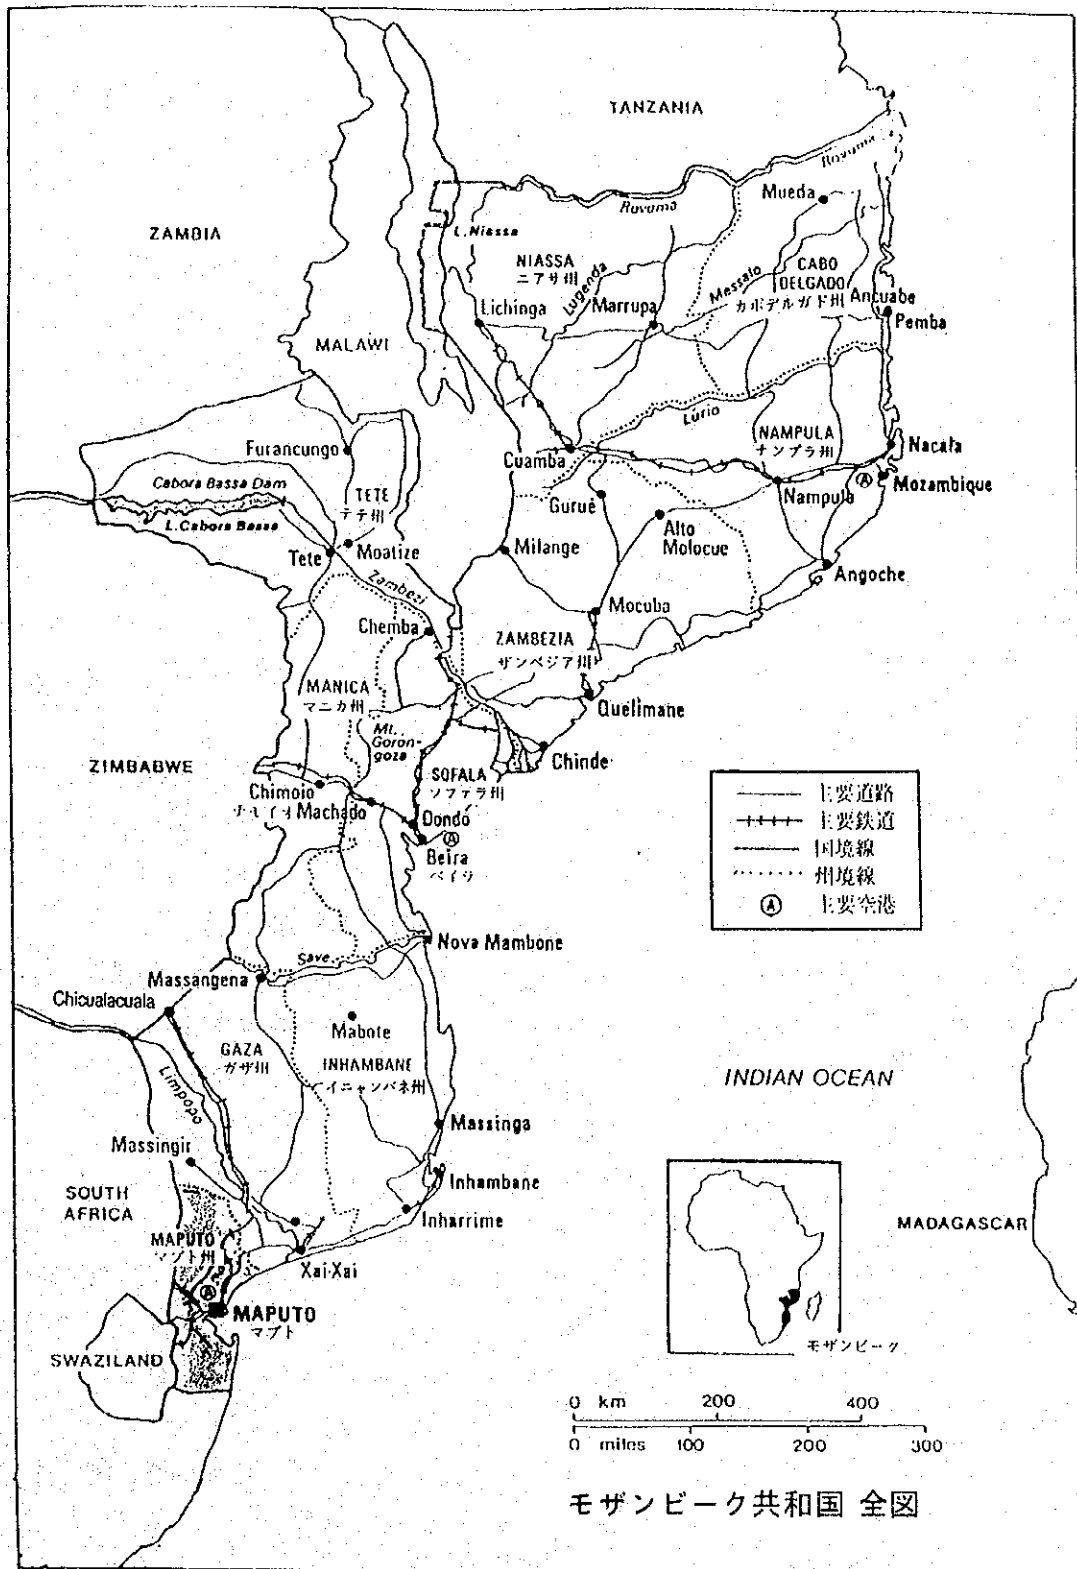 TANZANIA
Rovuma
Mueda
Ruvuma
ZAMBIA
L.Niassa
NIASSA
ニアサ州
Lugenda
Messalo
CABO
DELGADO
カボデルガド州
Ancuabe
Lichinga
Marrupa
Pemba
MALAWI
Lúrio
NAMPULA
ナンプラ州
Furancungo
Cuamba
Nacala
Cabora Bassa Dam
TETE
テテ州
Gurué
Nampula
Ⓐ
Mozambique
L.Cabora Bassa
Alto
Molocue
Tete
Moatize
Milange
Angoche
Zambezi
Mocuba
Chemba
ZAMBEZIA
ザンベジア州
MANICA
マニカ州
Quelimane
Mt.
Goron-
goza
Chinde
ZIMBABWE
SOFALA
ソファラ州
Chimoio
Machado
Dondo
Ⓐ
Beira
ベイラ
主要道路
主要鉄道
国境線
州境線
Ⓐ 主要空港
Nova Mambone
Save
Massangena
Chicualacuala
Mabote
GAZA
ガザ州
INHAMBANE
イニャンバネ州
INDIAN OCEAN
Limpopo
Massinga
Massingir
Inhambane
SOUTH
AFRICA
Inharrime
MADAGASCAR
MAPUTO
マプト州
Xai-Xai
Ⓐ
MAPUTO
マプト
モザンビーク
SWAZILAND
0 km 200 400
0 miles 100 200 300
モザンビーク共和国 全図